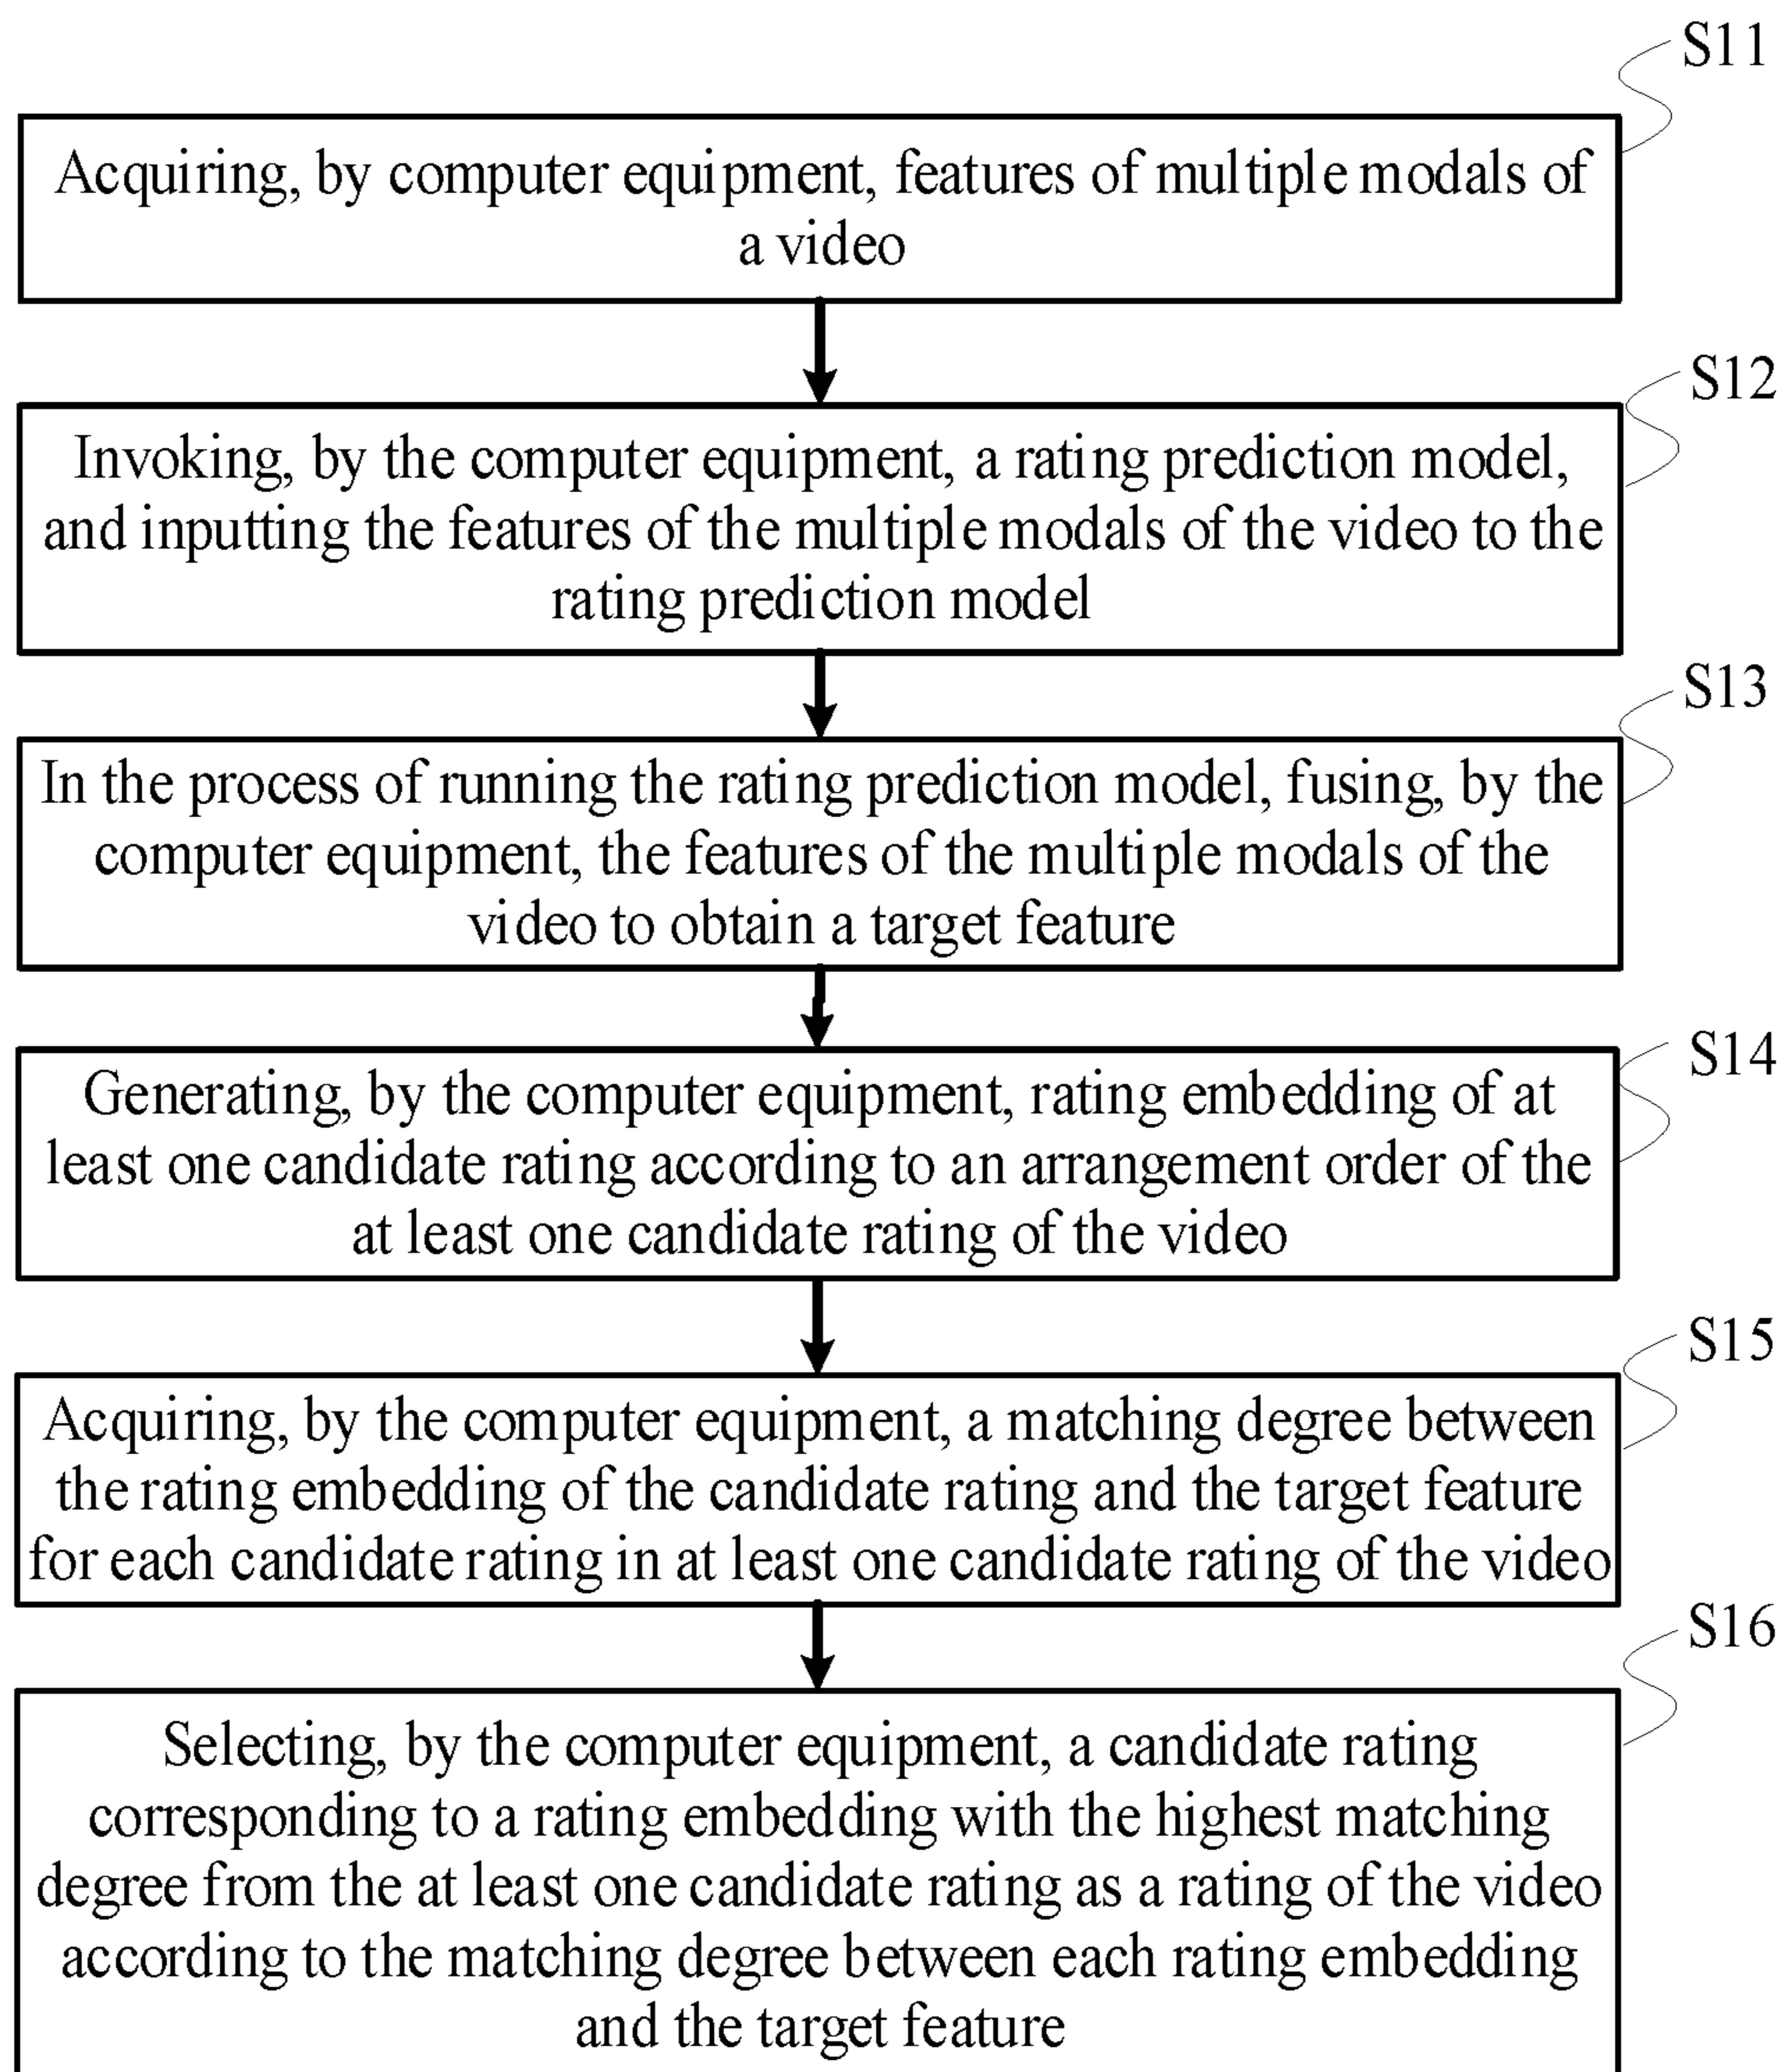 S11
Acquiring, by computer equipment, features of multiple modals of
a video
S12
Invoking, by the computer equipment, a rating prediction model,
and inputting the features of the multiple modals of the video to the
rating prediction model
S13
In the process of running the rating prediction model, fusing, by the
computer equipment, the features of the multiple modals of the
video to obtain a target feature
S14
Generating, by the computer equipment, rating embedding of at
least one candidate rating according to an arrangement order of the
at least one candidate rating of the video
S15
Acquiring, by the computer equipment, a matching degree between
the rating embedding of the candidate rating and the target feature
for each candidate rating in at least one candidate rating of the video
S16
Selecting, by the computer equipment, a candidate rating
corresponding to a rating embedding with the highest matching
degree from the at least one candidate rating as a rating of the video
according to the matching degree between each rating embedding
and the target feature